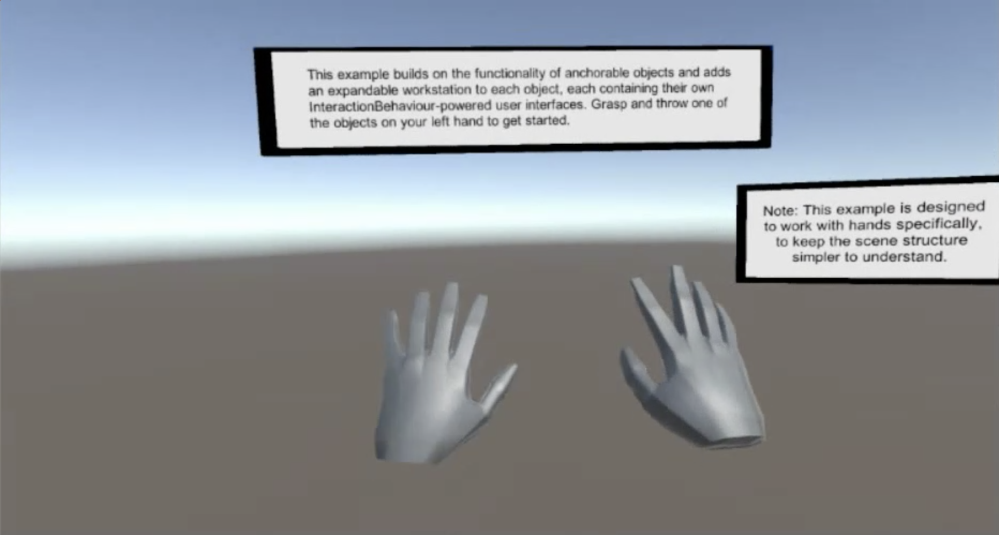 This example builds on the functionality of anchorable objects and adds
an expandable workstation to each object, each containing their own
InteractionBehaviour-powered user interfaces. Grasp and throw one of
the objects on your left hand to get started.
Note: This example is designed
to work with hands specifically,
to keep the scene structure
simpler to understand.